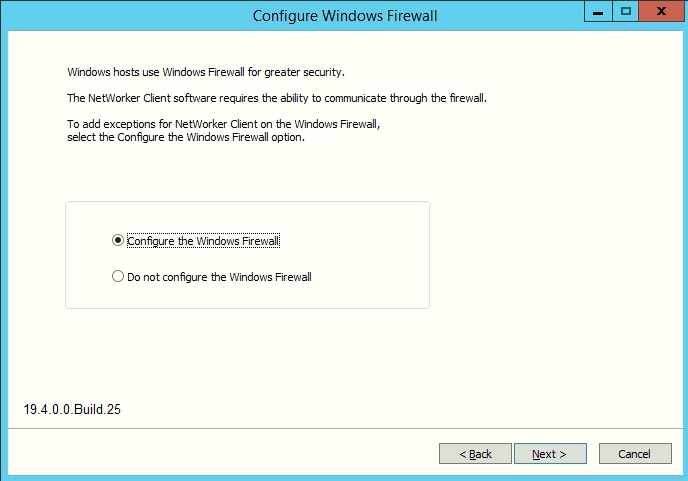 Configure Windows Firewall
Windows hosts use Windows Firewall for greater security.
The NetWorker Client software requires the ability to communicate through the firewall.
To add exceptions for NetWorker Client on the Windows Firewall,
select the Configure the Windows Firewall option.
Configure the Windows Firewall
Do not configure the Windows Firewall
19.4.0.0.Build.25
< Back Next > Cancel